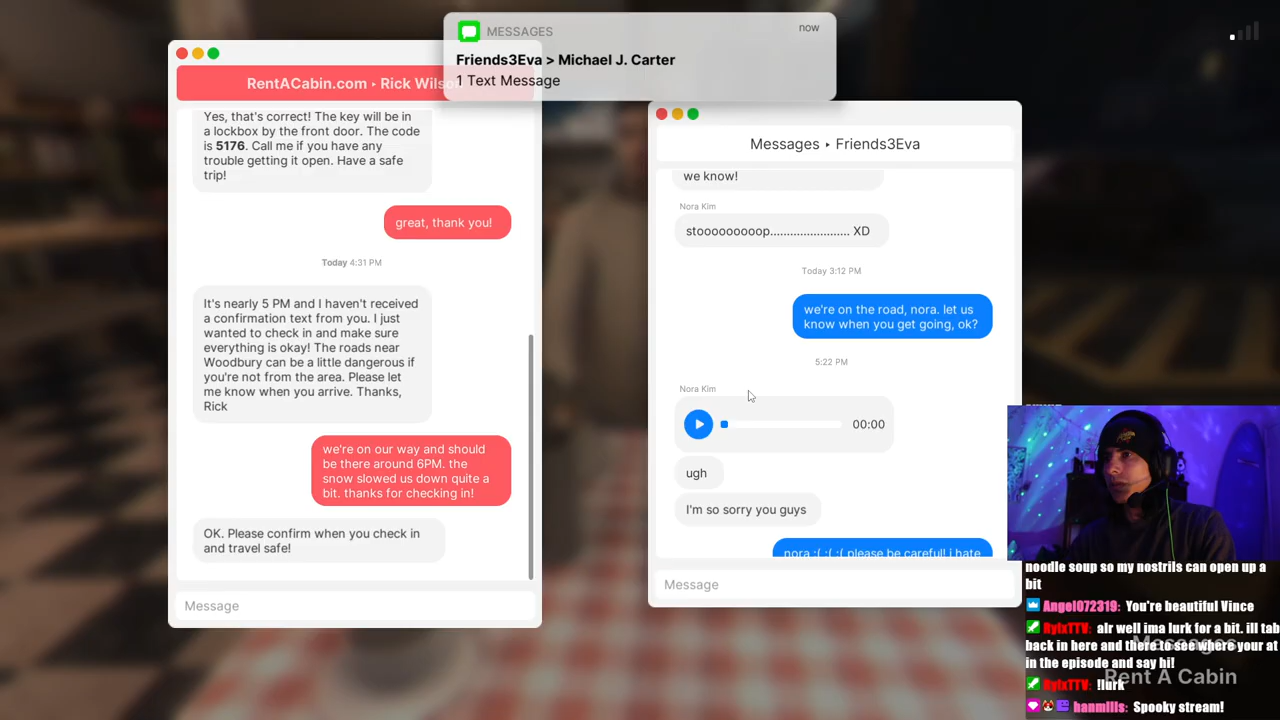 MESSAGES
now
Friends3Eva > Michael J. Carter
1 Text Message
RentACabin.com ▸ Rick Wilso
Yes, that's correct! The key will be
in a lockbox by the front door. The code
is 5176. Call me if you have any
trouble getting it open. Have a safe
trip!
great, thank you!
Today 4:31 PM
It's nearly 5 PM and I haven't received
a confirmation text from you. I just
wanted to check in and make sure
everything is okay! The roads near
Woodbury can be a little dangerous if
you're not from the area. Please let
me know when you arrive. Thanks,
Rick
we're on our way and should
be there around 6PM. the
snow slowed us down quite a
bit. thanks for checking in!
OK. Please confirm when you check in
and travel safe!
Message
Messages ▸ Friends3Eva
we know!
Nora Kim
stooooooooop........................ XD
Today 3:12 PM
we're on the road, nora. let us
know when you get going, ok?
5:22 PM
Nora Kim
00:00
ugh
I'm so sorry you guys
nora :( :( :( please be careful! i hate
Message
noodle soup so my nostrils can open up a
bit
Angel072319: You're beautiful Vince
RylxTTV: alr well ima lurk for a bit. ill tab
back in here and there to see where your at
in the episode and say hi!
RylxTTV: !lurk
hanmills: Spooky stream!
Messages
Rent A Cabin